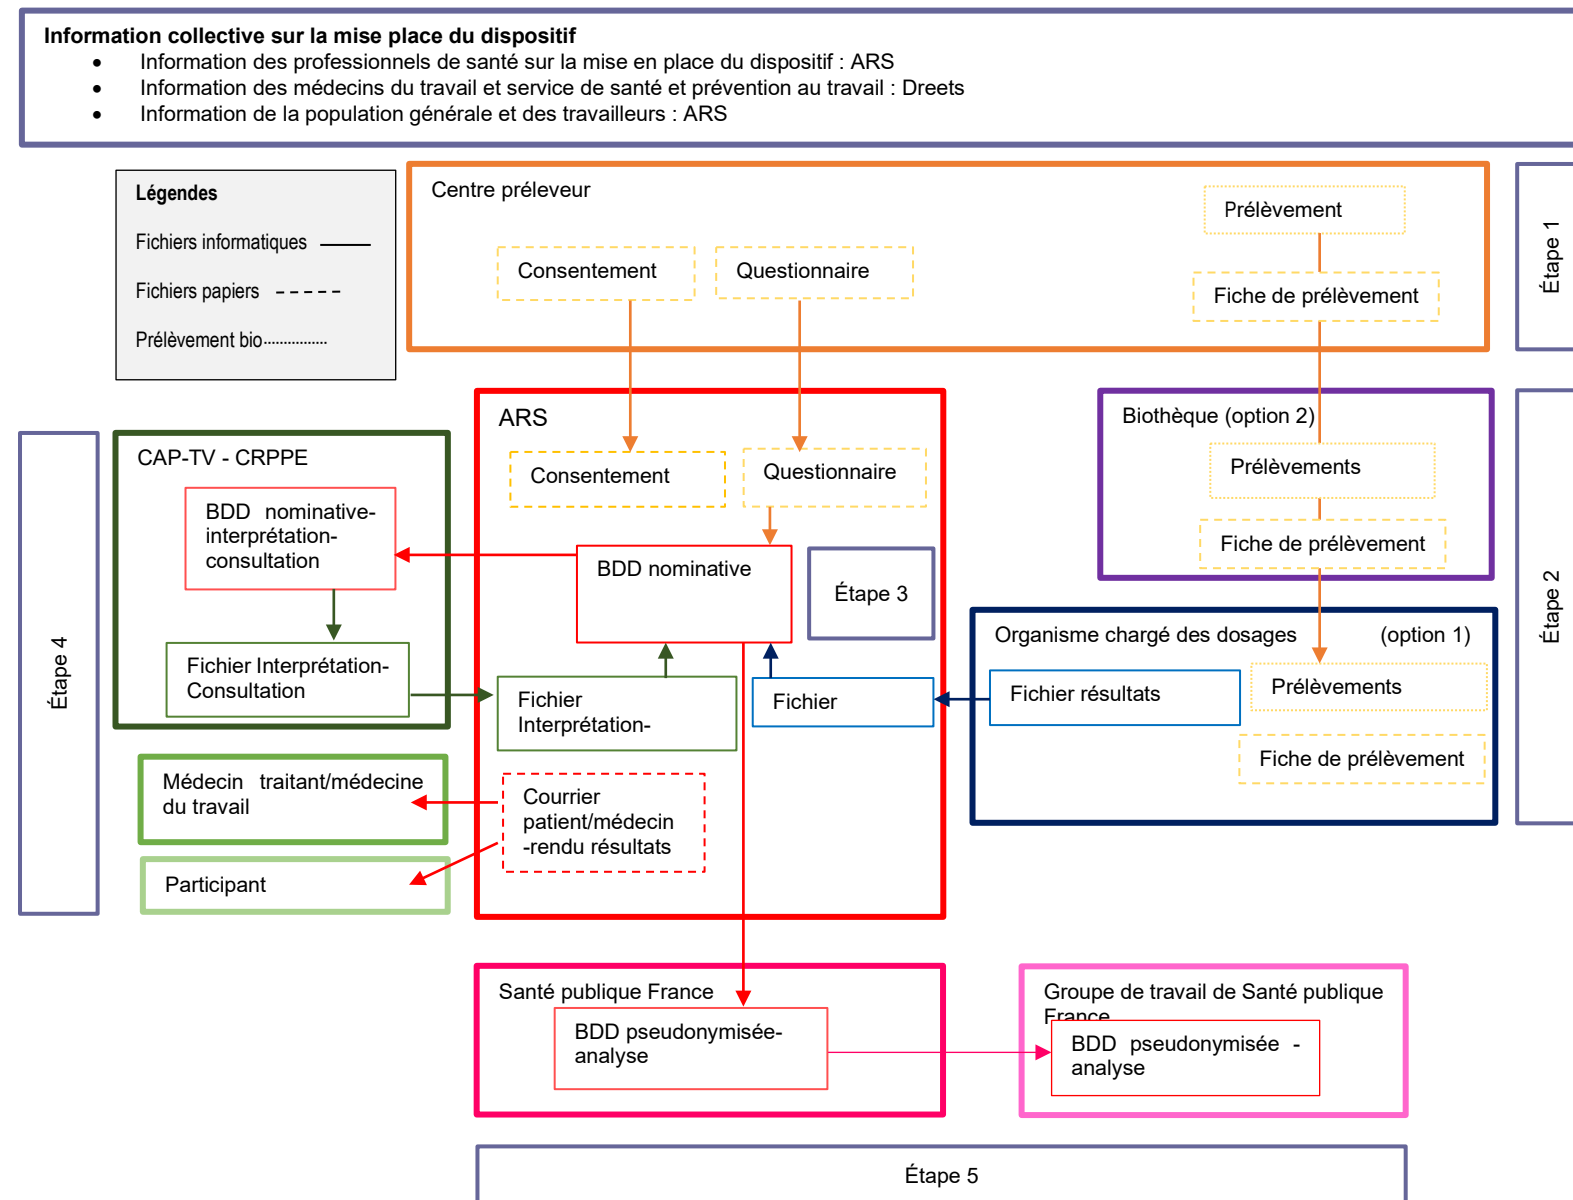 Information collective sur la mise place du dispositif
• Information des professionnels de santé sur la mise en place du dispositif : ARS
• Information des médecins du travail et service de santé et prévention au travail : Dreets
• Information de la population générale et des travailleurs : ARS
Légendes
Fichiers informatiques
Fichiers papiers
Prélèvement bio
Centre préleveur
Prélèvement
Consentement
Questionnaire
Fiche de prélèvement
Étape 1
ARS
Consentement
Questionnaire
BDD nominative
Étape 3
Fichier
Interprétation-
Fichier
Courrier
patient/médecin
-rendu résultats
Biothèque (option 2)
Prélèvements
Fiche de prélèvement
Organisme chargé des dosages (option 1)
Fichier résultats
Prélèvements
Fiche de prélèvement
Étape 2
CAP-TV - CRPPE
BDD nominative-
interprétation-
consultation
Fichier Interprétation-
Consultation
Médecin traitant/médecine
du travail
Participant
Étape 4
Santé publique France
BDD pseudonymisée-
analyse
Groupe de travail de Santé publique
France
BDD pseudonymisée -
analyse
Étape 5